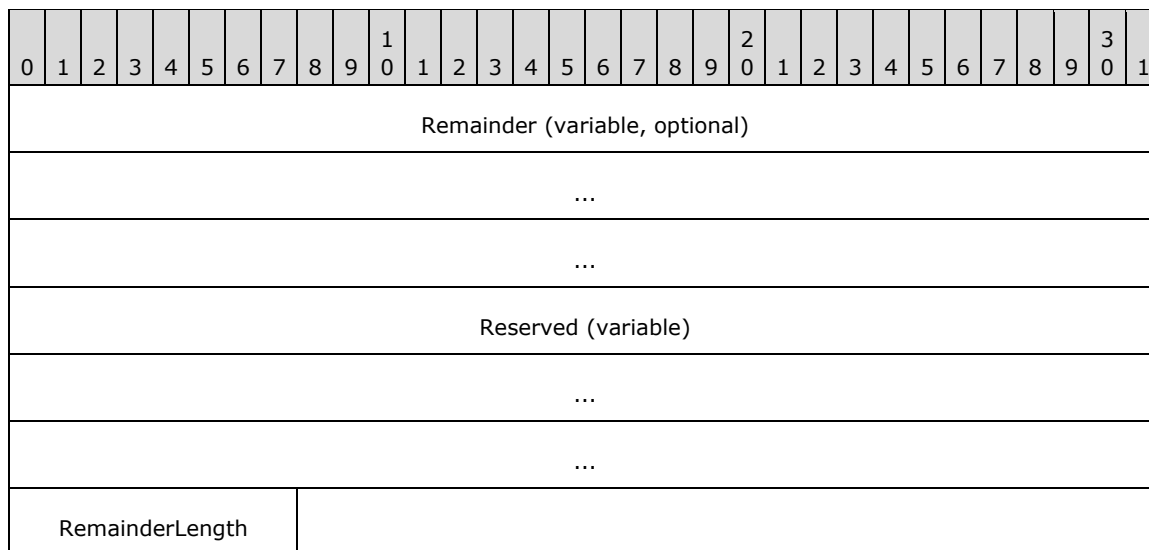 1 2 3
0 1 2 3 4 5 6 7 8 9 0 1 2 3 4 5 6 7 8 9 0 1 2 3 4 5 6 7 8 9 0 1
Remainder (variable, optional)
...
...
Reserved (variable)
...
...
RemainderLength